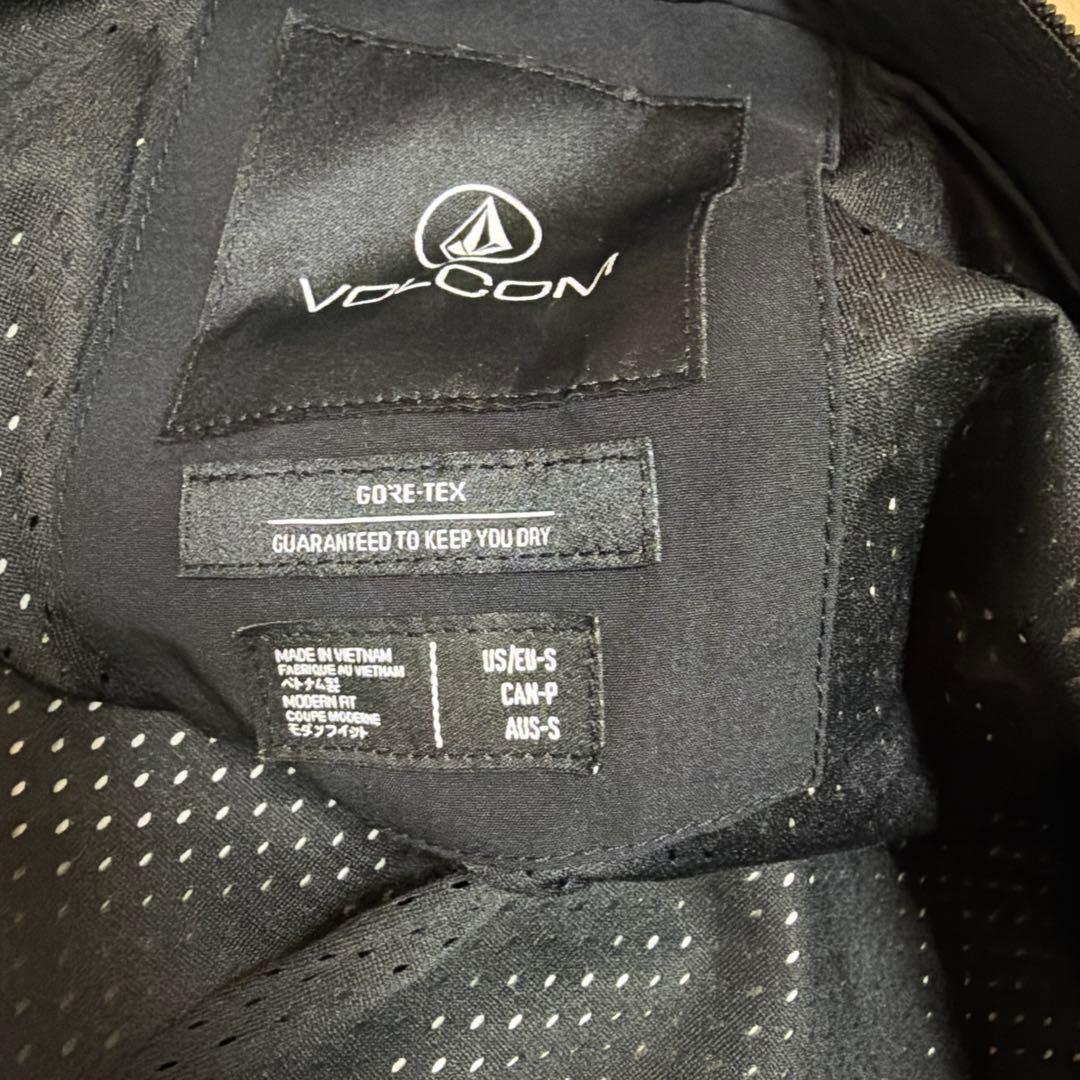 VOLCOM
GORE-TEX
GUARANTEED TO KEEP YOU DRY
MADE IN VIETNAM
FABRIQUE AU VIETNAM
ベトナム製
MODERN FIT
COUPE MODERNE
モダンフィット
US/EU-S
CAN-P
AUS-S